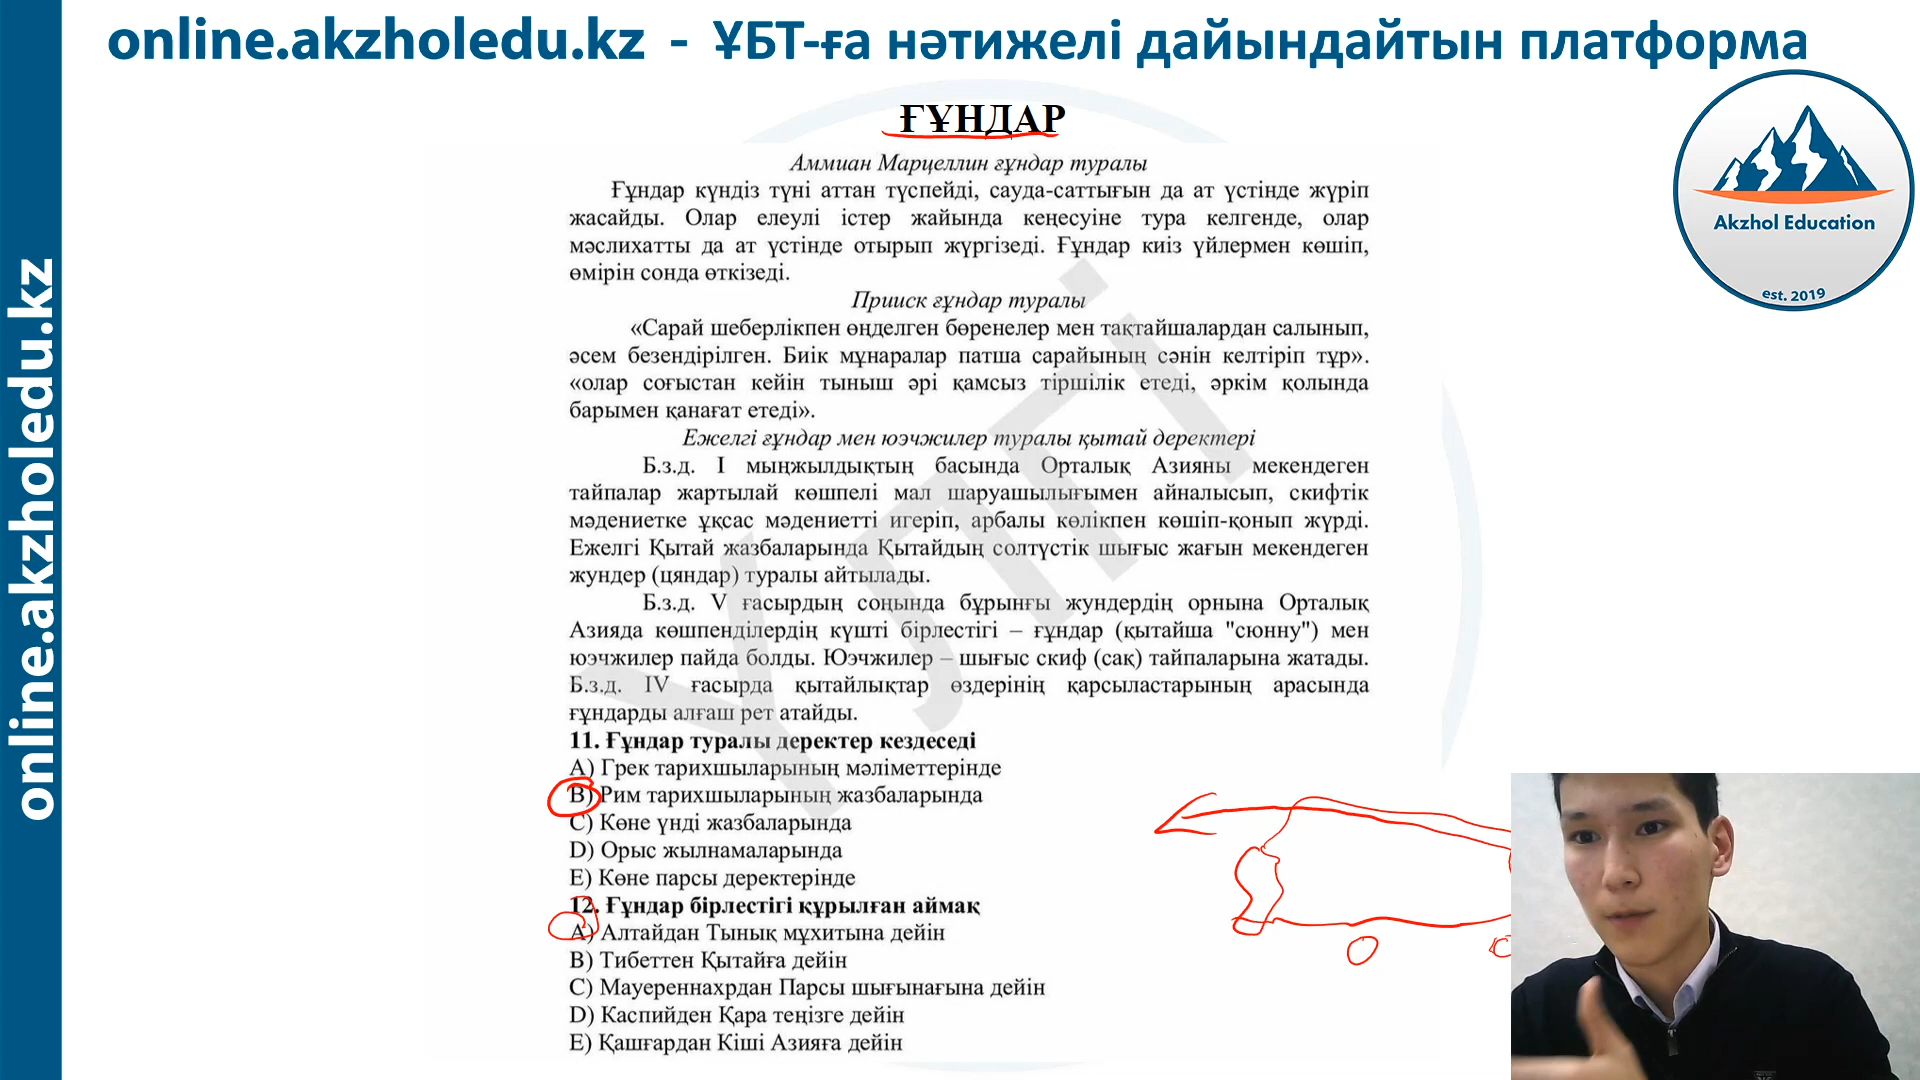 online.akzholedu.kz - ҰБТ-ға нәтижелі дайындайтын платформа
online.akzholedu.kz
Akzhol Education
est. 2019
ҒҰНДАР
Аммиан Марцеллин ғұндар туралы
Ғұндар күндіз түні аттан түспейді, сауда-саттығын да ат үстінде жүріп
жасайды. Олар елеулі істер жайында кеңесуіне тура келгенде, олар
мәслихатты да ат үстінде отырып жүргізеді. Ғұндар киіз үйлермен көшіп,
өмірін сонда өткізеді.
Прииск ғұндар туралы
«Сарай шеберлікпен өңделген бөренелер мен тақтайшалардан салынып,
әсем безендірілген. Биік мұнаралар патша сарайының сәнін келтіріп тұр».
«олар соғыстан кейін тыныш әрі қамсыз тіршілік етеді, әркім қолында
барымен қанағат етеді».
Ежелгі ғұндар мен юэчжилер туралы қытай деректері
Б.з.д. I мыңжылдықтың басында Орталық Азияны мекендеген
тайпалар жартылай көшпелі мал шаруашылығымен айналысып, скифтік
мәдениетке ұқсас мәдениетті игеріп, арбалы көлікпен көшіп-қонып жүрді.
Ежелгі Қытай жазбаларында Қытайдың солтүстік шығыс жағын мекендеген
жундер (цяндар) туралы айтылады.
Б.з.д. V ғасырдың соңында бұрынғы жундердің орнына Орталық
Азияда көшпенділердің күшті бірлестігі – ғұндар (қытайша "сюнну") мен
юэчжилер пайда болды. Юэчжилер – шығыс скиф (сақ) тайпаларына жатады.
Б.з.д. IV ғасырда қытайлықтар өздерінің қарсыластарының арасында
ғұндарды алғаш рет атайды.
11. Ғұндар туралы деректер кездеседі
A) Грек тарихшыларының мәліметтерінде
B) Рим тарихшыларының жазбаларында
C) Көне үнді жазбаларында
D) Орыс жылнамаларында
E) Көне парсы деректерінде
12. Ғұндар бірлестігі құрылған аймақ
A) Алтайдан Тынық мұхитына дейін
B) Тибеттен Қытайға дейін
C) Мауереннахрдан Парсы шығынағына дейін
D) Каспийден Қара теңізге дейін
E) Қашғардан Кіші Азияға дейін
ҮЛГІ